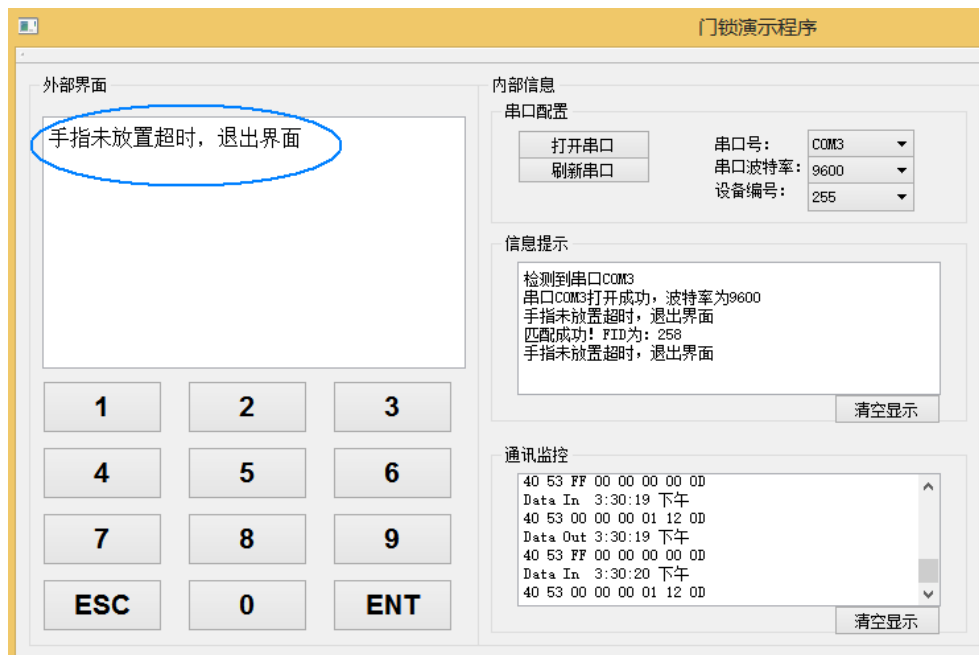 门锁演示程序
外部界面
手指未放置超时，退出界面
1 2 3
4 5 6
7 8 9
ESC 0 ENT
内部信息
串口配置
打开串口
刷新串口
串口号： COM3
串口波特率： 9600
设备编号： 255
信息提示
检测到串口COM3
串口COM3打开成功，波特率为9600
手指未放置超时，退出界面
匹配成功！FID为：258
手指未放置超时，退出界面
清空显示
通讯监控
40 53 FF 00 00 00 00 0D
Data In 3:30:19 下午
40 53 00 00 00 01 12 0D
Data Out 3:30:19 下午
40 53 FF 00 00 00 00 0D
Data In 3:30:20 下午
40 53 00 00 00 01 12 0D
清空显示